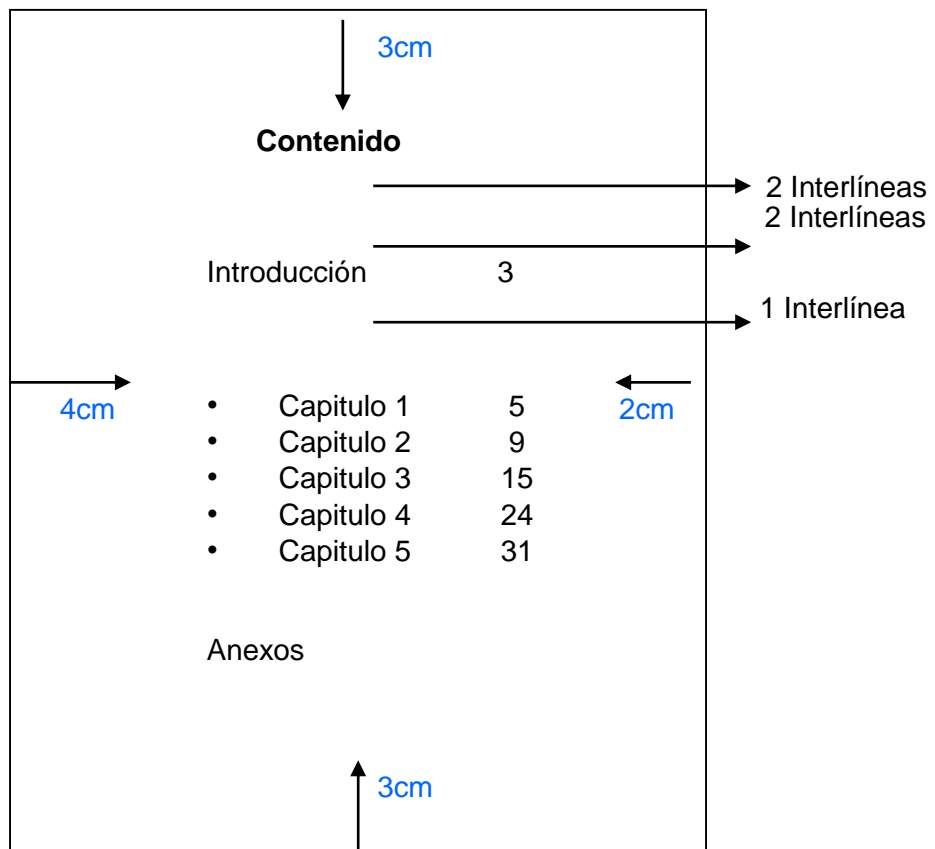 3cm
Contenido
2 Interlíneas
2 Interlíneas
Introducción 3
1 Interlínea
4cm
2cm
• Capitulo 1 5
• Capitulo 2 9
• Capitulo 3 15
• Capitulo 4 24
• Capitulo 5 31
Anexos
3cm